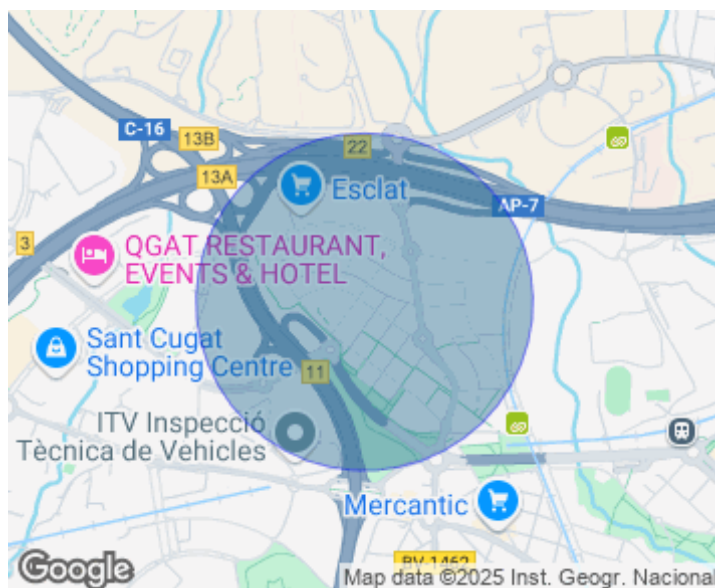 C-16
13B
22
13A
Esclat
AP-7
3
QGAT RESTAURANT,
EVENTS & HOTEL
Sant Cugat
Shopping Centre
11
ITV Inspecció
Tècnica de Vehicles
Mercantic
BV-1462
Google
Map data ©2025 Inst. Geogr. Nacional